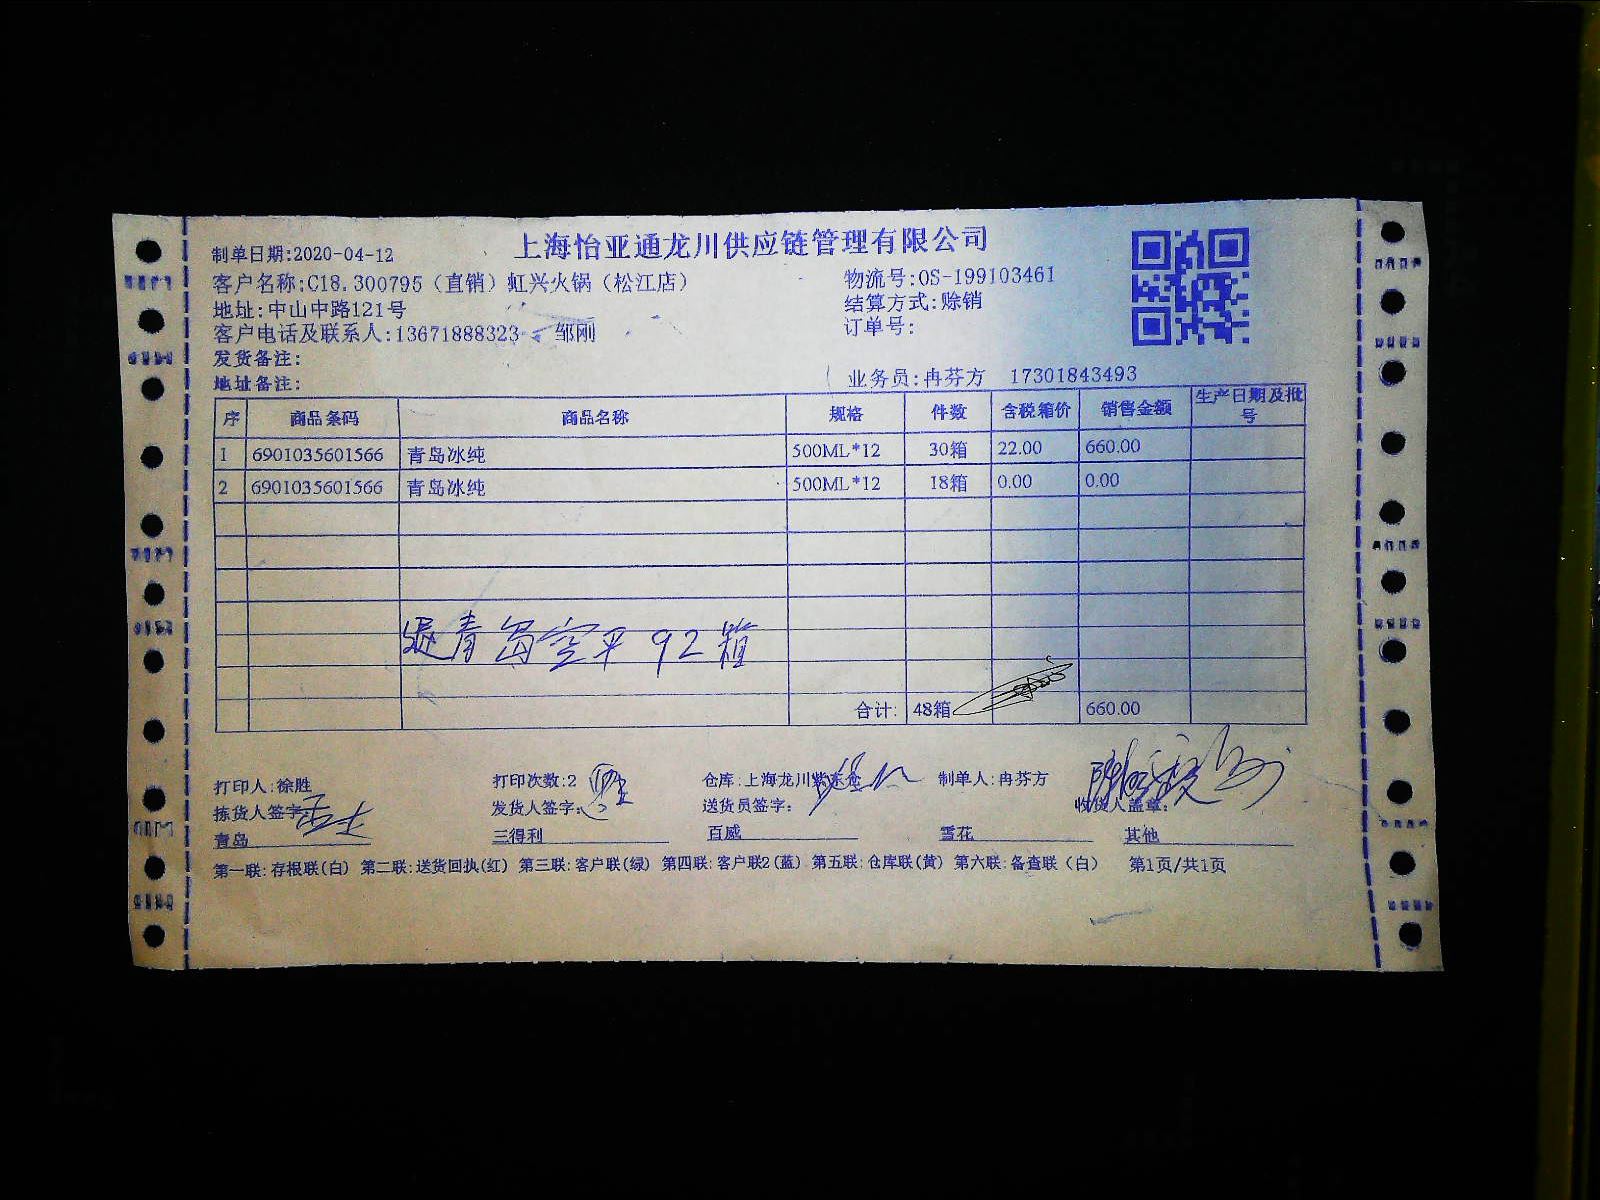 上海怡亚通龙川供应链管理有限公司
制单日期:2020-04-12
客户名称:C18.300795（直销）虹兴火锅（松江店） 物流号:OS-199103461
地址:中山中路121号 结算方式:赊销
客户电话及联系人:13671888323 邹刚 订单号:
发货备注:
地址备注: 业务员:冉芬方 17301843493
序 商品条码 商品名称 规格 件数 含税箱价 销售金额 生产日期及批号
1 6901035601566 青岛冰纯 500ML*12 30箱 22.00 660.00
2 6901035601566 青岛冰纯 500ML*12 18箱 0.00 0.00
退青岛空平92箱
合计: 48箱 660.00
打印人:徐胜 打印次数:2 仓库:上海龙川紫东仓 制单人:冉芬方
拣货人签字: 发货人签字: 送货员签字: 收货人盖章:
青岛 三得利 百威 雪花 其他
第一联:存根联(白) 第二联:送货回执(红) 第三联:客户联(绿) 第四联:客户联2(蓝) 第五联:仓库联(黄) 第六联:备查联(白) 第1页/共1页